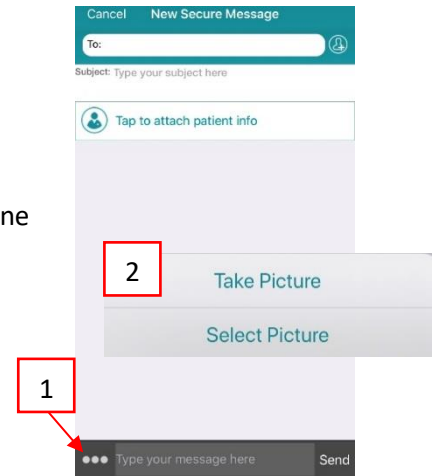 Cancel New Secure Message
To:
Subject: Type your subject here
Tap to attach patient info
ne
2
Take Picture
Select Picture
1
Type your message here Send